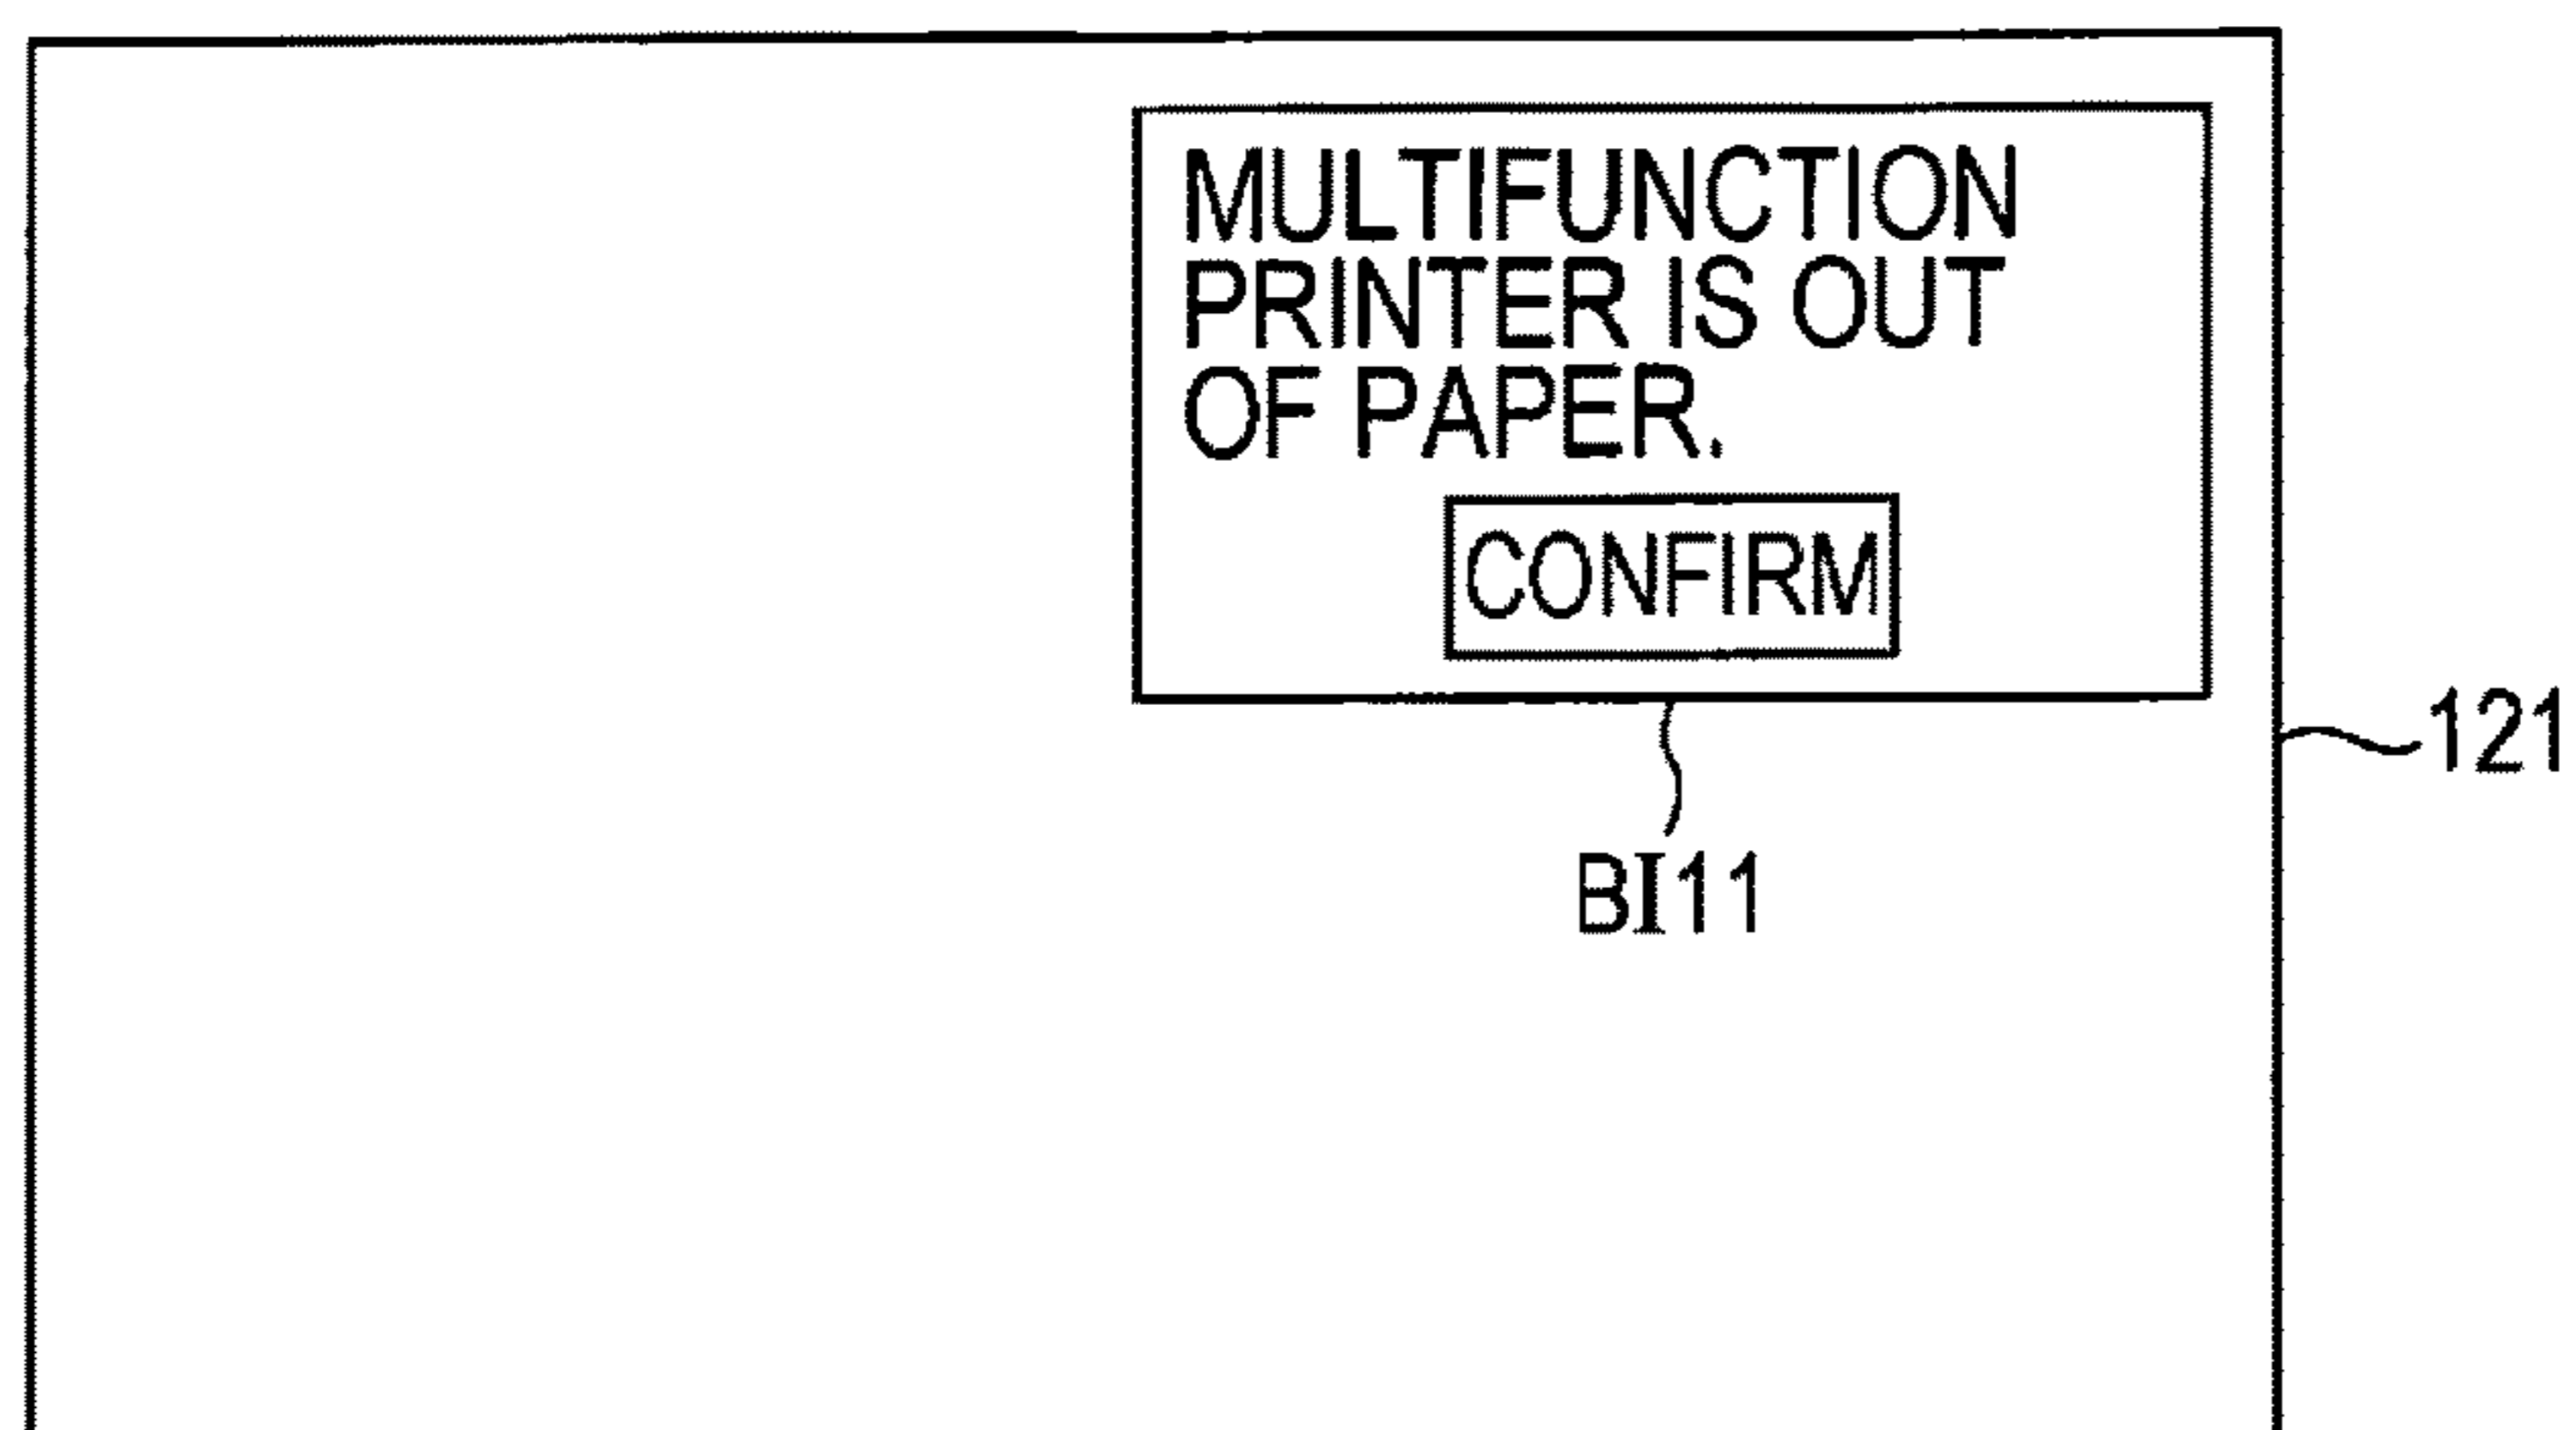 MULTIFUNCTION
PRINTER IS OUT
OF PAPER.
CONFIRM
121
BI11